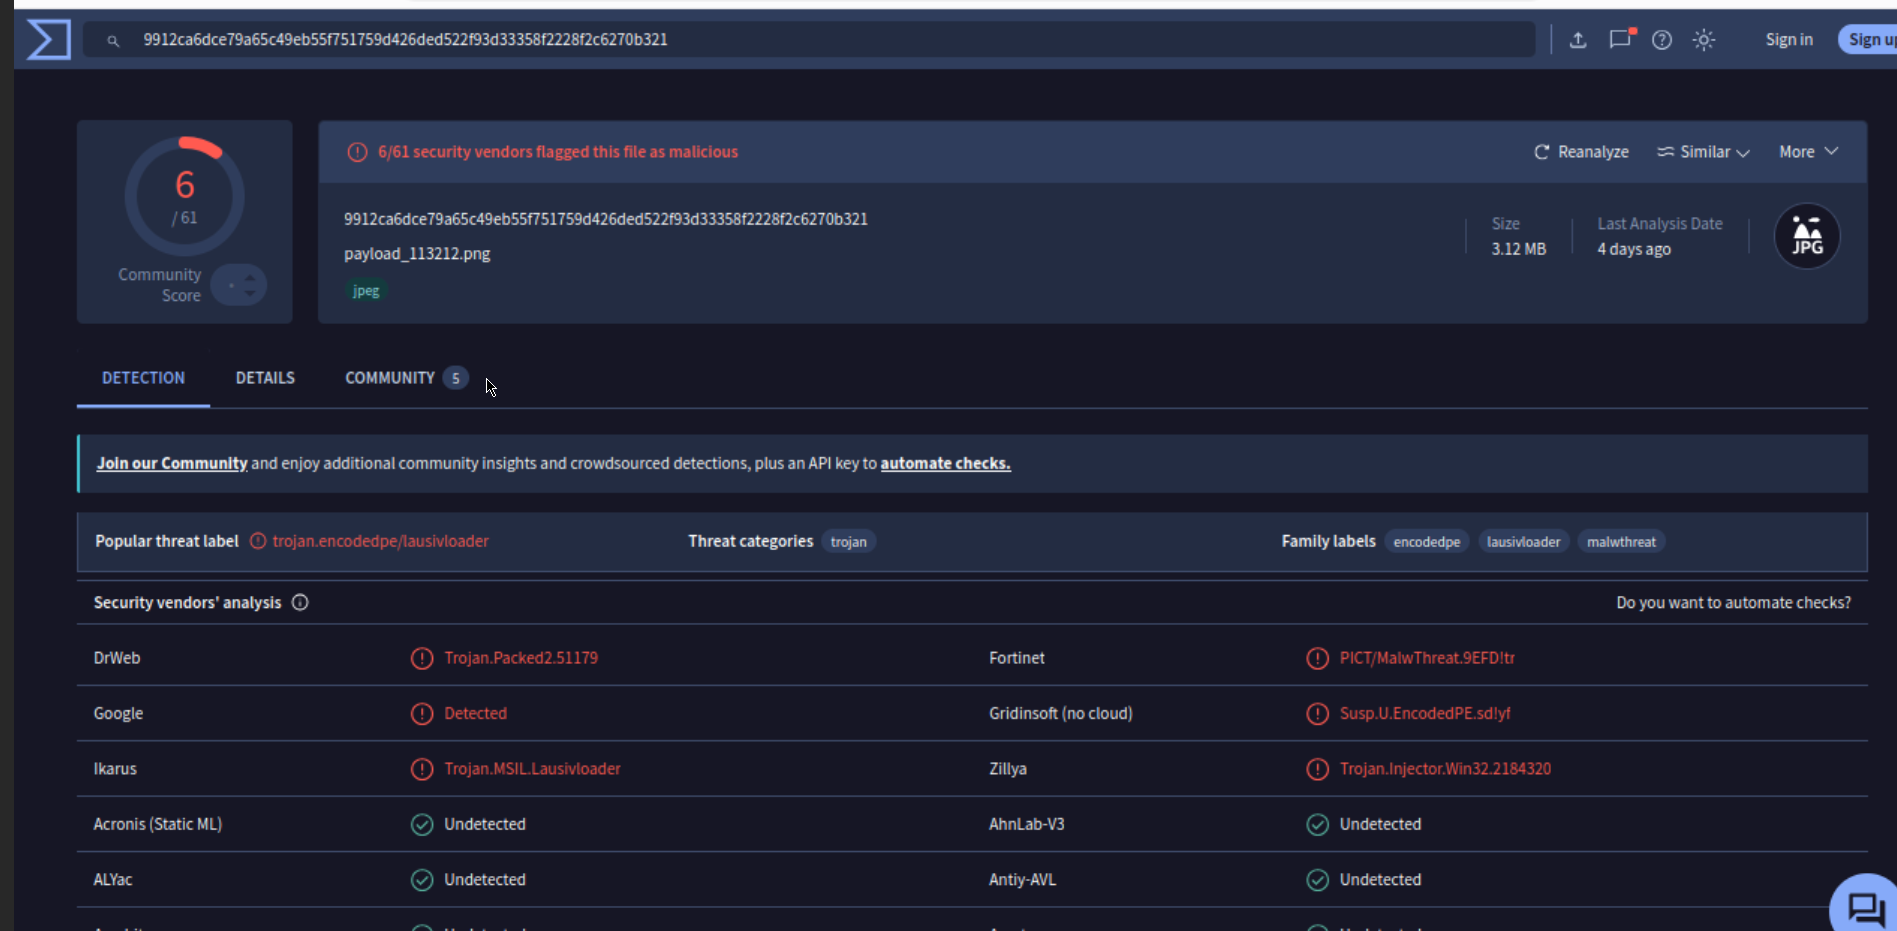 9912ca6dce79a65c49eb55f751759d426ded522f93d33358f2228f2c6270b321
Sign in
Sign up
6
/ 61
Community
Score
6/61 security vendors flagged this file as malicious
Reanalyze
Similar
More
9912ca6dce79a65c49eb55f751759d426ded522f93d33358f2228f2c6270b321
payload_113212.png
jpeg
Size
3.12 MB
Last Analysis Date
4 days ago
JPG
DETECTION
DETAILS
COMMUNITY 5
Join our Community and enjoy additional community insights and crowdsourced detections, plus an API key to automate checks.
Popular threat label trojan.encodedpe/lausivloader
Threat categories trojan
Family labels encodedpe lausivloader malwthreat
Security vendors' analysis
Do you want to automate checks?
DrWeb Trojan.Packed2.51179
Fortinet PICT/MalwThreat.9EFD!tr
Google Detected
Gridinsoft (no cloud) Susp.U.EncodedPE.sd!yf
Ikarus Trojan.MSIL.Lausivloader
Zillya Trojan.Injector.Win32.2184320
Acronis (Static ML) Undetected
AhnLab-V3 Undetected
ALYac Undetected
Antiy-AVL Undetected